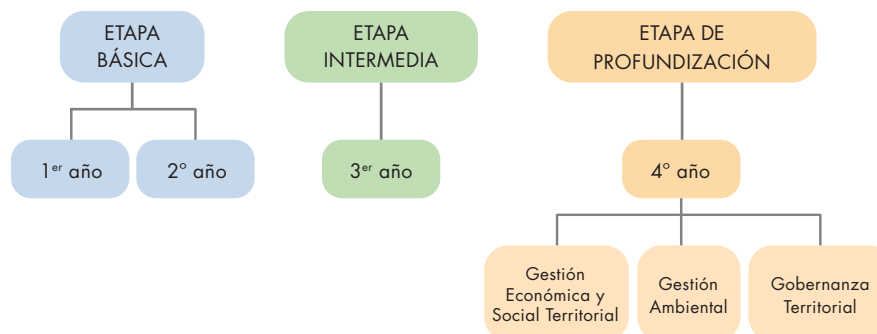 ETAPA
BÁSICA
1er año
2° año
ETAPA
INTERMEDIA
3er año
ETAPA DE
PROFUNDIZACIÓN
4° año
Gestión
Económica y
Social Territorial
Gestión
Ambiental
Gobernanza
Territorial